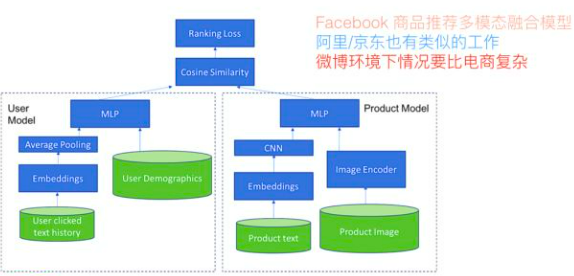 Facebook 商品推荐多模态融合模型
阿里/京东也有类似的工作
微博环境下情况要比电商复杂
Ranking Loss
Cosine Similarity
User
Model
MLP
Average Pooling
Embeddings
User Demographics
User clicked
text history
Product Model
MLP
CNN
Embeddings
Image Encoder
Product text
Product Image